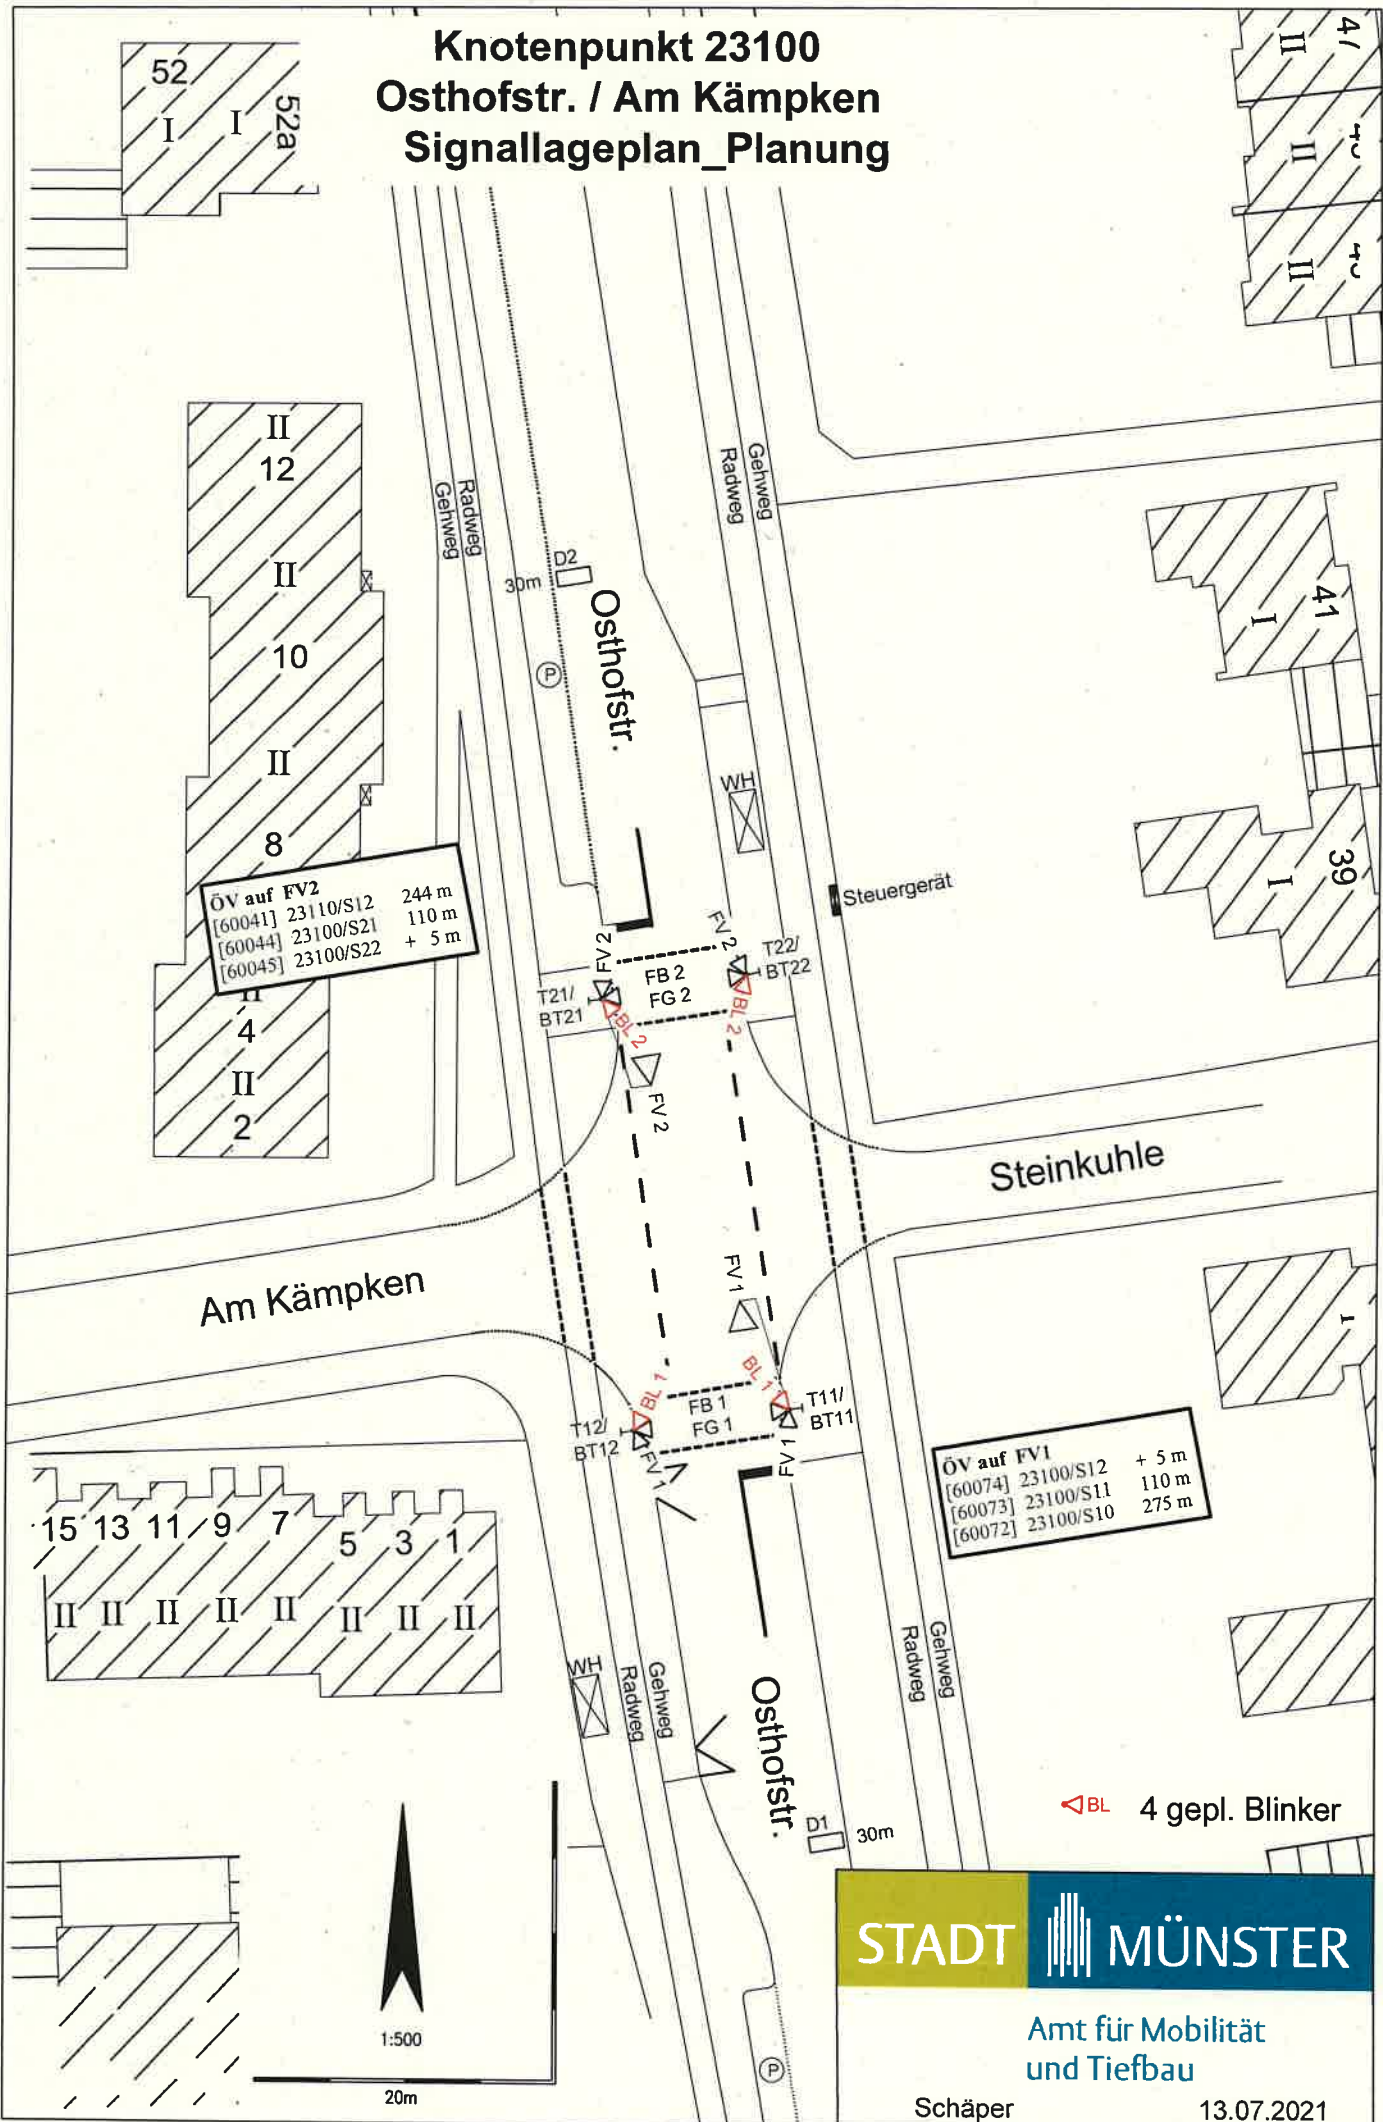 Knotenpunkt 23100
Osthofstr. / Am Kämpken
Signallageplan_Planung
52
I
I
52a
II
II
II
II
12
II
10
II
8
II
4
II
2
Gehweg
Radweg
Radweg
Gehweg
D2
30m
P
Osthofstr.
41
I
39
I
WH
Steuergerät
ÖV auf FV2
[60041] 23110/S12 244 m
[60044] 23100/S21 110 m
[60045] 23100/S22 + 5 m
FV2
FV 2
T22/
BT22
FB 2
FG 2
T21/
BT21
BL 2
BL 2
FV 2
Steinkuhle
Am Kämpken
FV 1
BL 1
BL 1
FB 1
FG 1
T11/
BT11
T12/
BT12
FV 1
FV 1
ÖV auf FV1
[60074] 23100/S12 + 5 m
[60073] 23100/S11 110 m
[60072] 23100/S10 275 m
15 13 11 9 7 5 3 1
II II II II II II II II
WH
Radweg
Gehweg
Radweg
Gehweg
Osthofstr.
D1
30m
BL 4 gepl. Blinker
1:500
20m
P
STADT MÜNSTER
Amt für Mobilität
und Tiefbau
Schäper 13.07.2021